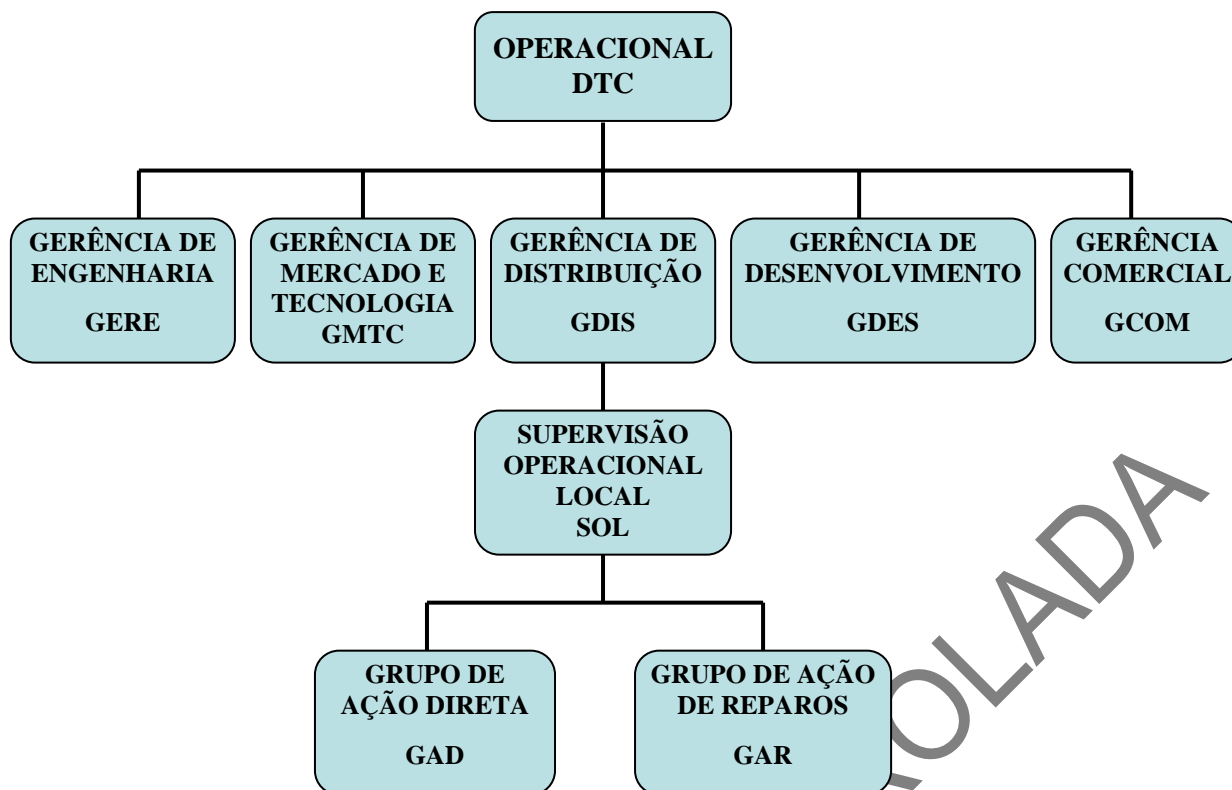 OPERACIONAL
DTC
GERÊNCIA DE
ENGENHARIA
GERE
GERÊNCIA DE
MERCADO E
TECNOLOGIA
GMTC
GERÊNCIA DE
DISTRIBUIÇÃO
GDIS
GERÊNCIA DE
DESENVOLVIMENTO
GDES
GERÊNCIA
COMERCIAL
GCOM
SUPERVISÃO
OPERACIONAL
LOCAL
SOL
GRUPO DE
AÇÃO DIRETA
GAD
GRUPO DE AÇÃO
DE REPAROS
GAR